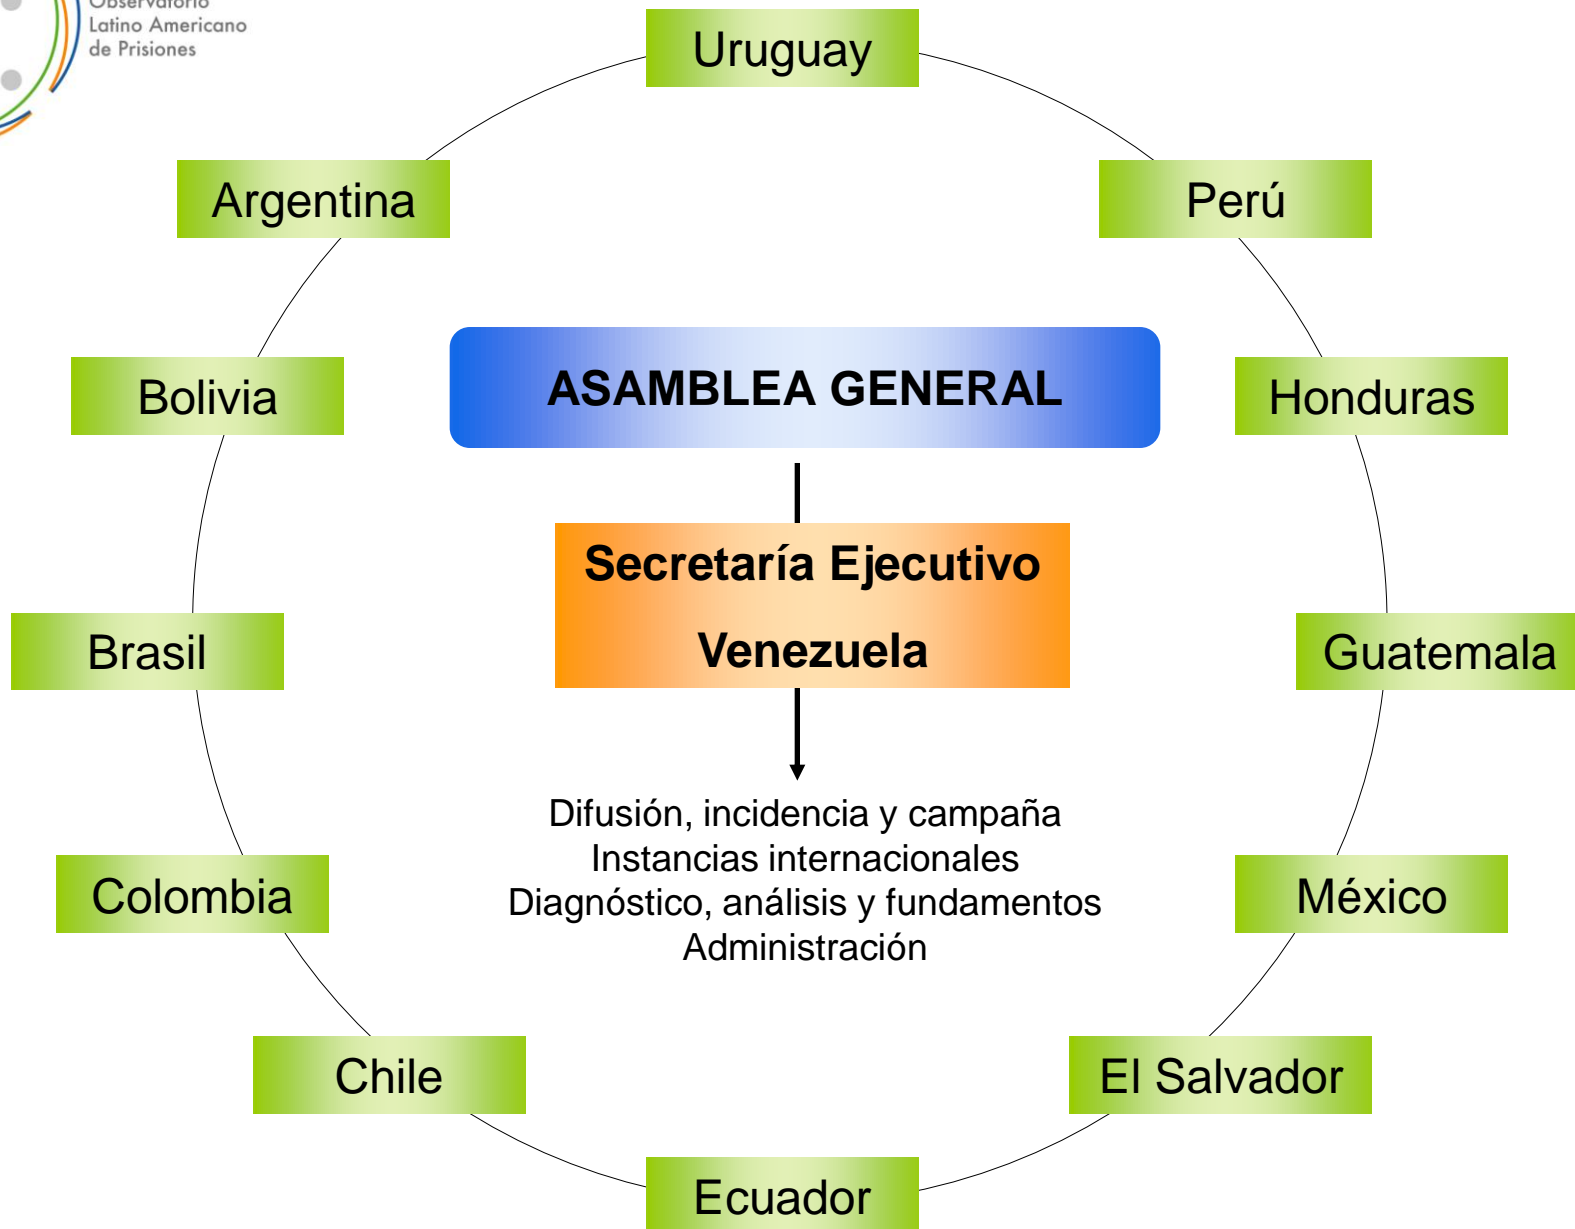 Observatorio
Latino Americano
de Prisiones
Uruguay
Argentina
Perú
ASAMBLEA GENERAL
Bolivia
Honduras
Secretaría Ejecutivo
Venezuela
Brasil
Guatemala
Difusión, incidencia y campaña
Instancias internacionales
Diagnóstico, análisis y fundamentos
Administración
Colombia
México
Chile
El Salvador
Ecuador